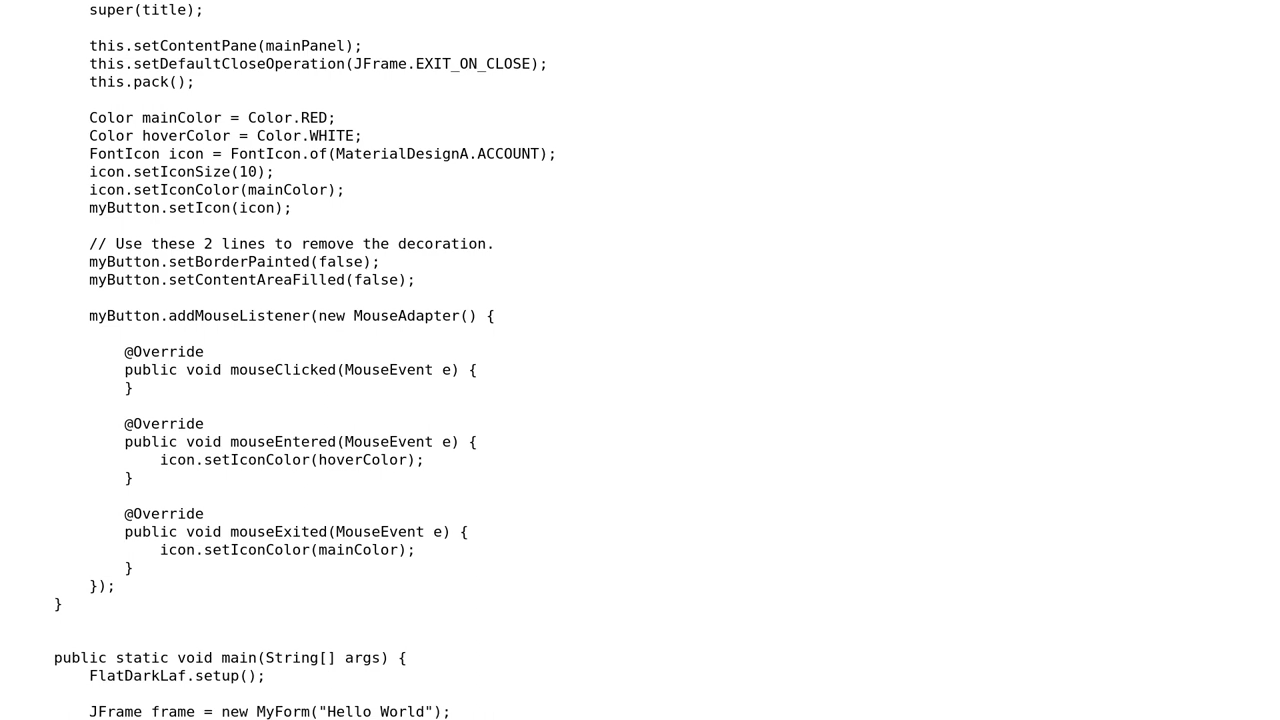 super(title);

this.setContentPane(mainPanel);
this.setDefaultCloseOperation(JFrame.EXIT_ON_CLOSE);
this.pack();

Color mainColor = Color.RED;
Color hoverColor = Color.WHITE;
FontIcon icon = FontIcon.of(MaterialDesignA.ACCOUNT);
icon.setIconSize(10);
icon.setIconColor(mainColor);
myButton.setIcon(icon);

// Use these 2 lines to remove the decoration.
myButton.setBorderPainted(false);
myButton.setContentAreaFilled(false);

myButton.addMouseListener(new MouseAdapter() {

@Override
public void mouseClicked(MouseEvent e) {
}

@Override
public void mouseEntered(MouseEvent e) {
icon.setIconColor(hoverColor);
}

@Override
public void mouseExited(MouseEvent e) {
icon.setIconColor(mainColor);
}
});
}

public static void main(String[] args) {
FlatDarkLaf.setup();

JFrame frame = new MyForm("Hello World");